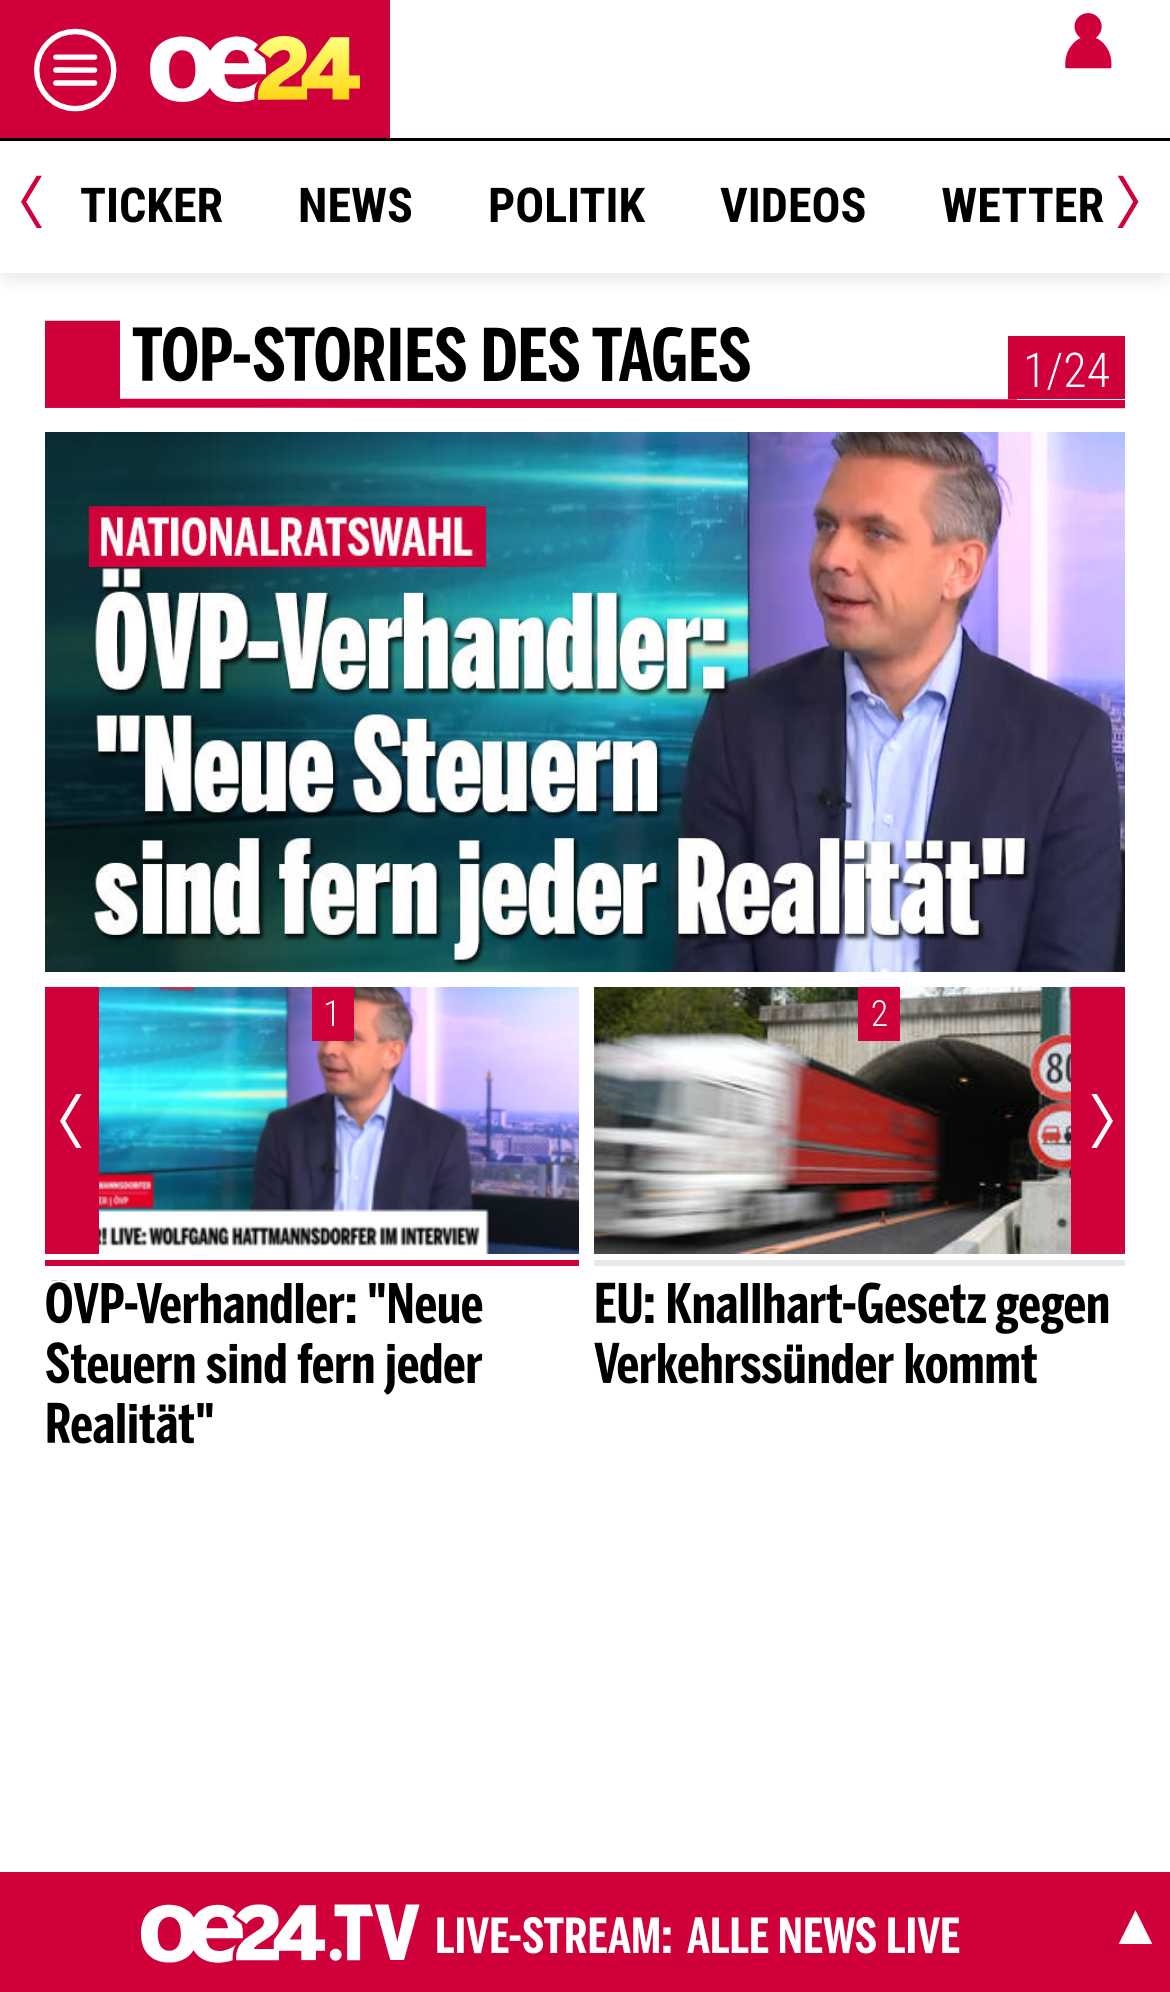 oe24
TICKER NEWS POLITIK VIDEOS WETTER
TOP-STORIES DES TAGES
1/24
NATIONALRATSWAHL
ÖVP-Verhandler:
"Neue Steuern
sind fern jeder Realität"
1
! LIVE: WOLFGANG HATTMANNSDORFER IM INTERVIEW
2
80
ÖVP-Verhandler: "Neue
Steuern sind fern jeder
Realität"
EU: Knallhart-Gesetz gegen
Verkehrssünder kommt
oe24.TV LIVE-STREAM: ALLE NEWS LIVE